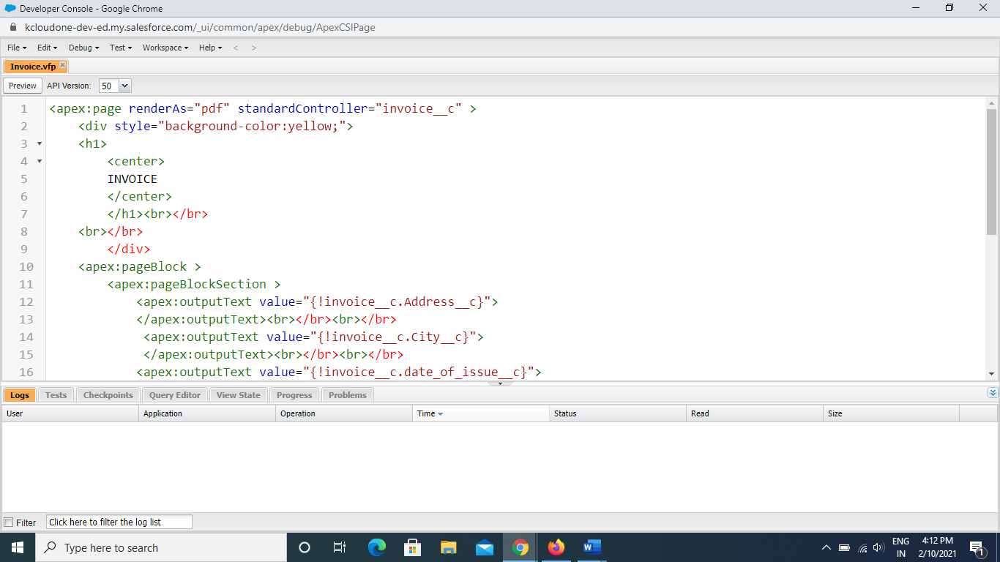 Developer Console - Google Chrome
kcloudone-dev-ed.my.salesforce.com/_ui/common/apex/debug/ApexCSIPage
File Edit Debug Test Workspace Help < >
Invoice.vfp
Preview API Version: 50
1 <apex:page renderAs="pdf" standardController="invoice__c" >
2 <div style="background-color:yellow;">
3 <h1>
4 <center>
5 INVOICE
6 </center>
7 </h1><br></br>
8 <br></br>
9 </div>
10 <apex:pageBlock >
11 <apex:pageBlockSection >
12 <apex:outputText value="{!invoice__c.Address__c}">
13 </apex:outputText><br></br><br></br>
14 <apex:outputText value="{!invoice__c.City__c}">
15 </apex:outputText><br></br><br></br>
16 <apex:outputText value="{!invoice__c.date_of_issue__c}">
Logs Tests Checkpoints Query Editor View State Progress Problems
User Application Operation Time Status Read Size
Filter Click here to filter the log list
Type here to search
W
ENG
IN
4:12 PM
2/10/2021
1